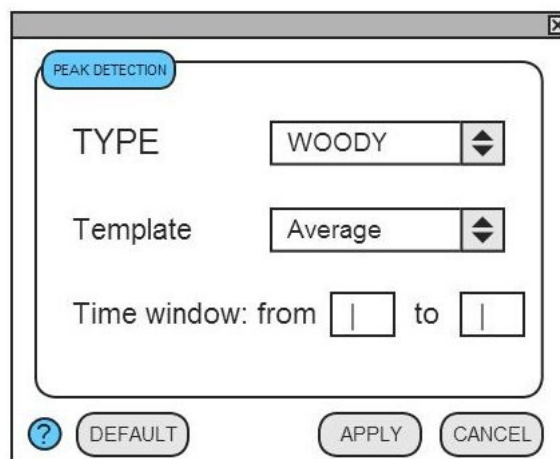 PEAK DETECTION
TYPE WOODY
Template Average
Time window: from | to |
? DEFAULT APPLY CANCEL